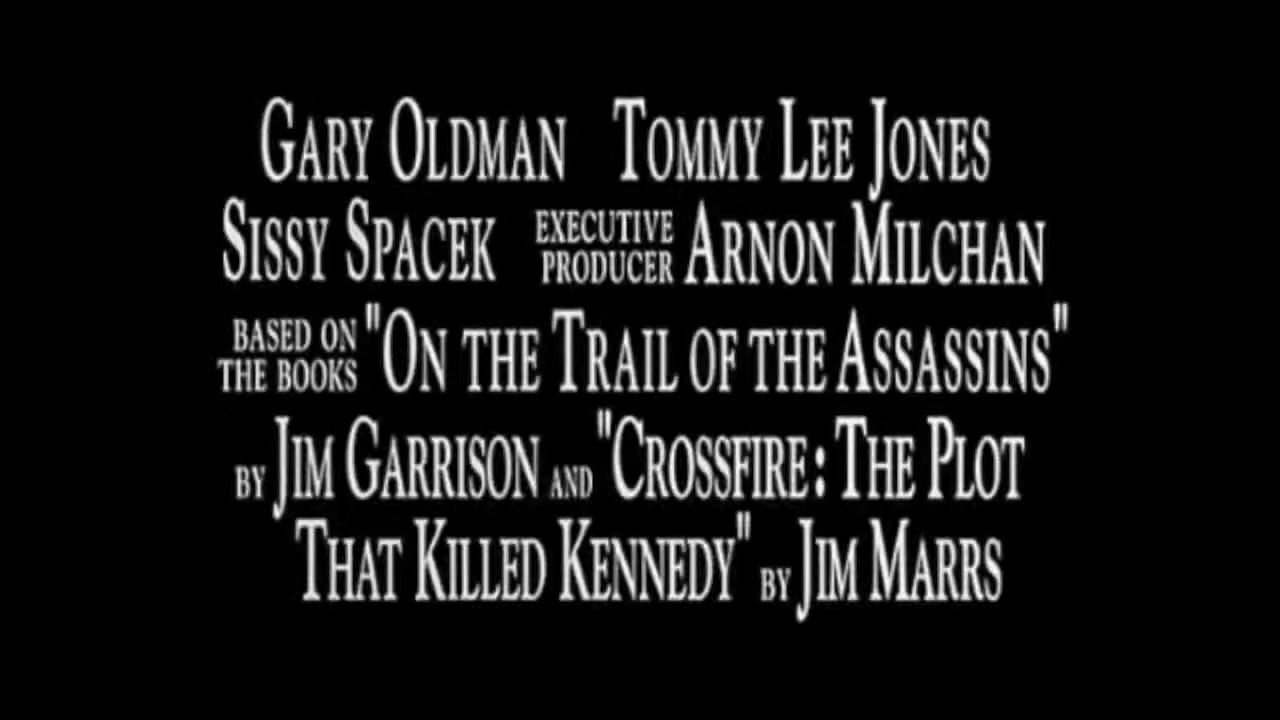 GARY OLDMAN TOMMY LEE JONES
SISSY SPACEK EXECUTIVE PRODUCER ARNON MILCHAN
BASED ON THE BOOKS "ON THE TRAIL OF THE ASSASSINS"
BY JIM GARRISON AND "CROSSFIRE: THE PLOT
THAT KILLED KENNEDY" BY JIM MARRS